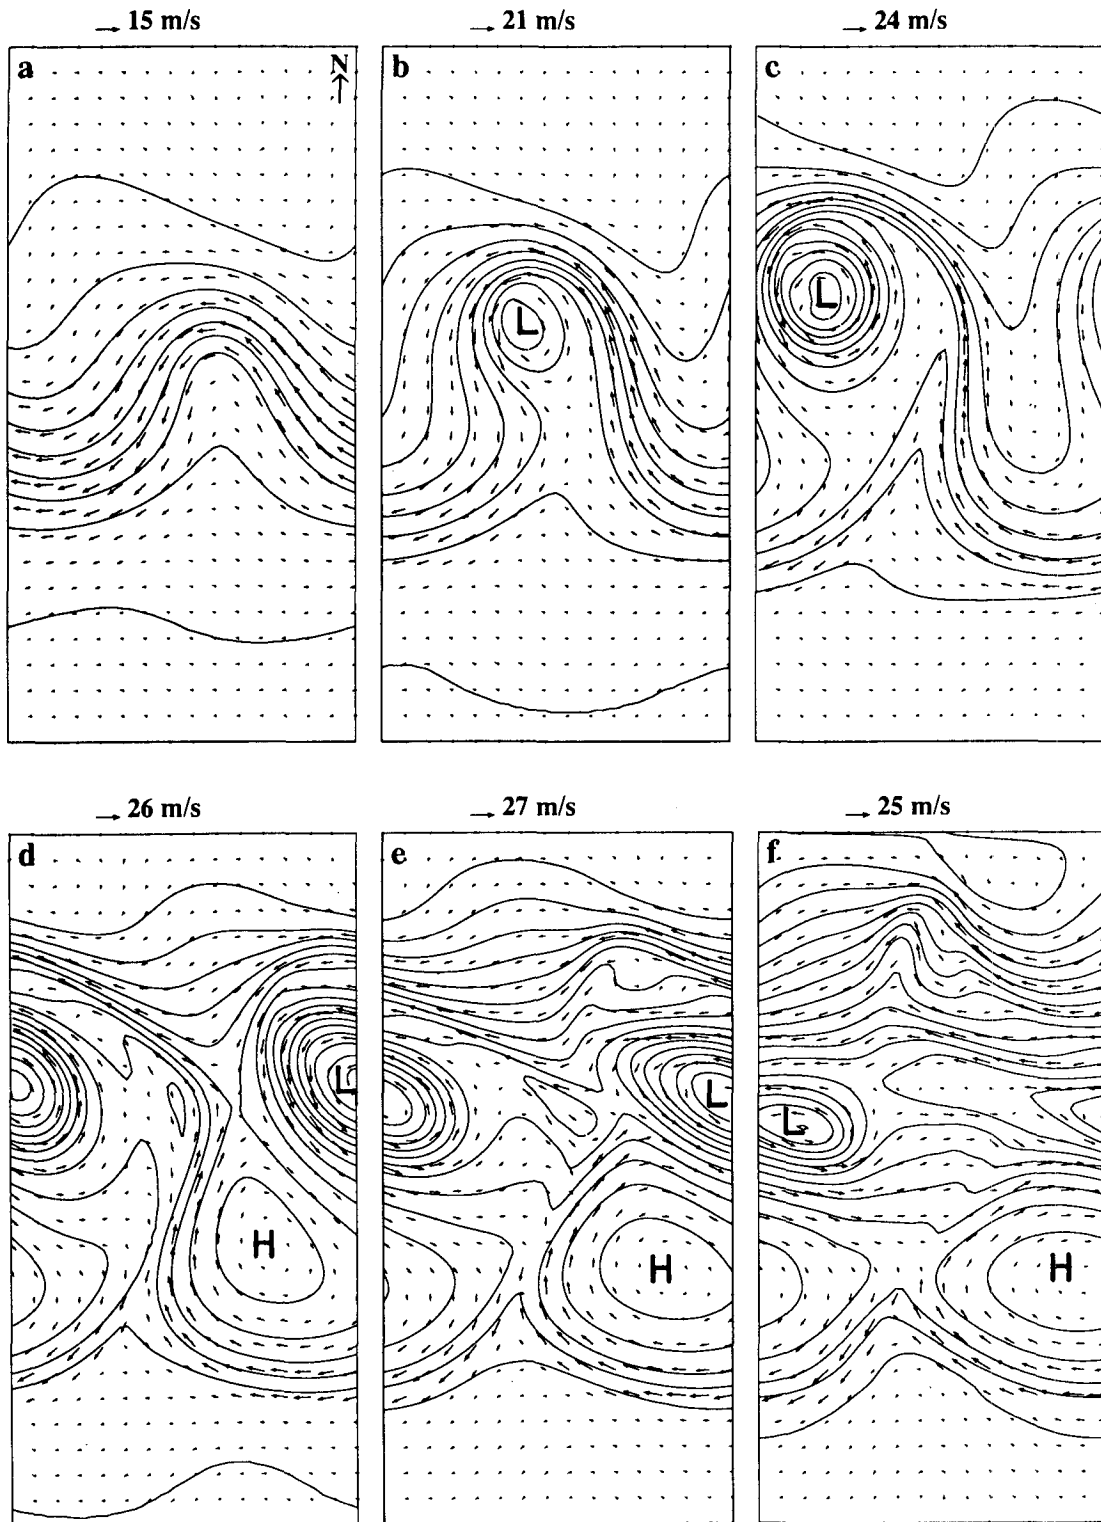 → 15 m/s → 21 m/s → 24 m/s
a N b c
↑
L L
→ 26 m/s → 27 m/s → 25 m/s
d e f
L L L
H H H